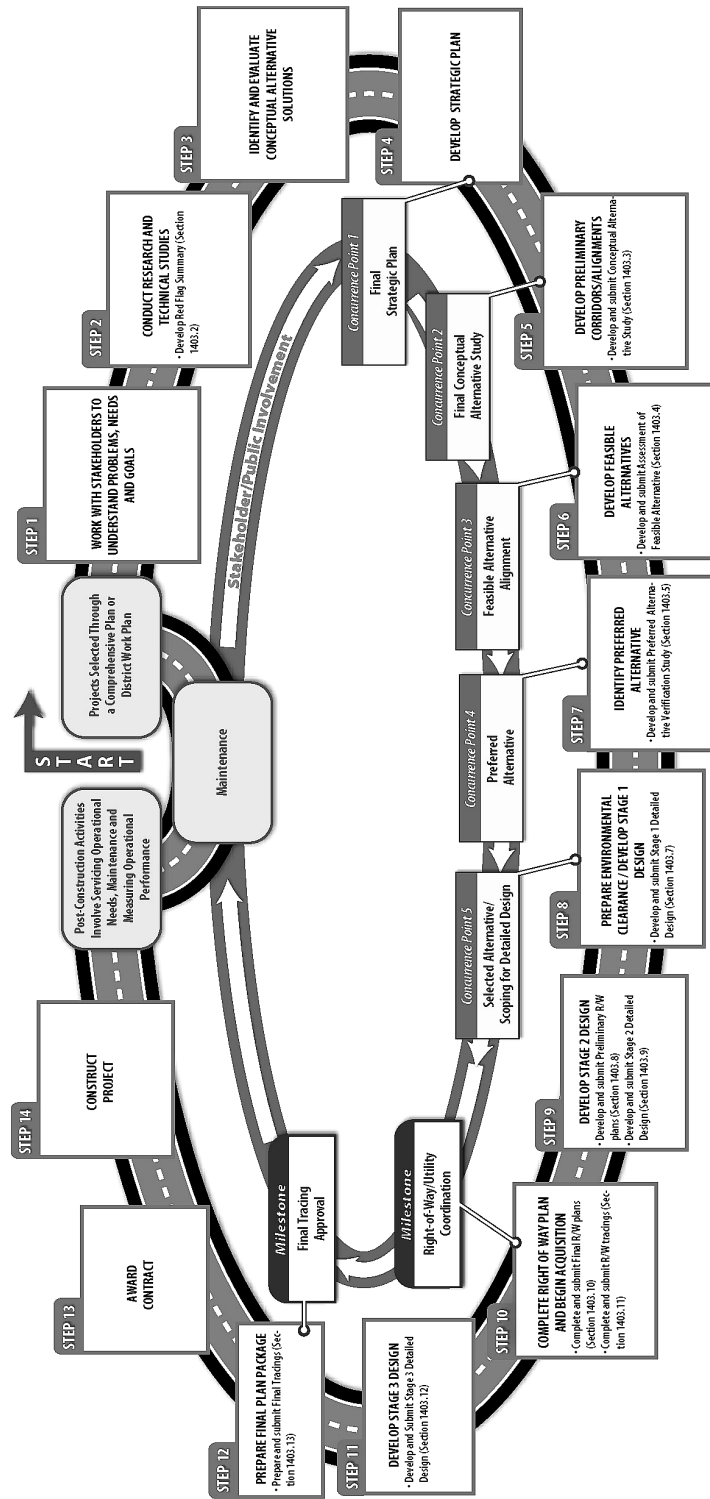 START
Projects Selected Through
a Comprehensive Plan or
District Work Plan
STEP 1
WORK WITH STAKEHOLDERS TO
UNDERSTAND PROBLEMS, NEEDS
AND GOALS
STEP 2
CONDUCT RESEARCH AND
TECHNICAL STUDIES
• Develop Red Flag Summary (Section
1403.2)
STEP 3
IDENTIFY AND EVALUATE
CONCEPTUAL ALTERNATIVE
SOLUTIONS
STEP 4
DEVELOP STRATEGIC PLAN
STEP 5
DEVELOP PRELIMINARY
CORRIDORS/ALIGNMENTS
• Develop and submit Conceptual Alterna-
tive Study (Section 1403.3)
STEP 6
DEVELOP FEASIBLE
ALTERNATIVES
• Develop and submit Assessment of
Feasible Alternative (Section 1403.4)
STEP 7
IDENTIFY PREFERRED
ALTERNATIVE
• Develop and submit Preferred Alterna-
tive Verification Study (Section 1403.5)
STEP 8
PREPARE ENVIRONMENTAL
CLEARANCE / DEVELOP STAGE 1
DESIGN
• Develop and submit Stage 1 Detailed
Design (Section 1403.7)
STEP 9
DEVELOP STAGE 2 DESIGN
• Develop and submit Preliminary R/W
plans (Section 1403.8)
• Develop and submit Stage 2 Detailed
Design (Section 1403.9)
STEP 10
COMPLETE RIGHT OF WAY PLAN
AND BEGIN ACQUISITION
• Complete and submit Final R/W plans
(Section 1403.10)
• Complete and submit R/W tracings (Sec-
tion 1403.11)
STEP 11
DEVELOP STAGE 3 DESIGN
• Develop and Submit Stage 3 Detailed
Design (Section 1403.12)
STEP 12
PREPARE FINAL PLAN PACKAGE
• Prepare and submit Final Tracings (Sec-
tion 1403.13)
STEP 13
AWARD
CONTRACT
STEP 14
CONSTRUCT
PROJECT
Post-Construction Activities
Involve Servicing Operational
Needs, Maintenance and
Measuring Operational
Performance
Maintenance
Stakeholder/Public Involvement
Concurrence Point 1
Final
Strategic Plan
Concurrence Point 2
Final Conceptual
Alternative Study
Concurrence Point 3
Feasible Alternative
Alignment
Concurrence Point 4
Preferred
Alternative
Concurrence Point 5
Selected Alternative/
Scoping for Detailed Design
Milestone
Right-of-Way/Utility
Coordination
Milestone
Final Tracing
Approval